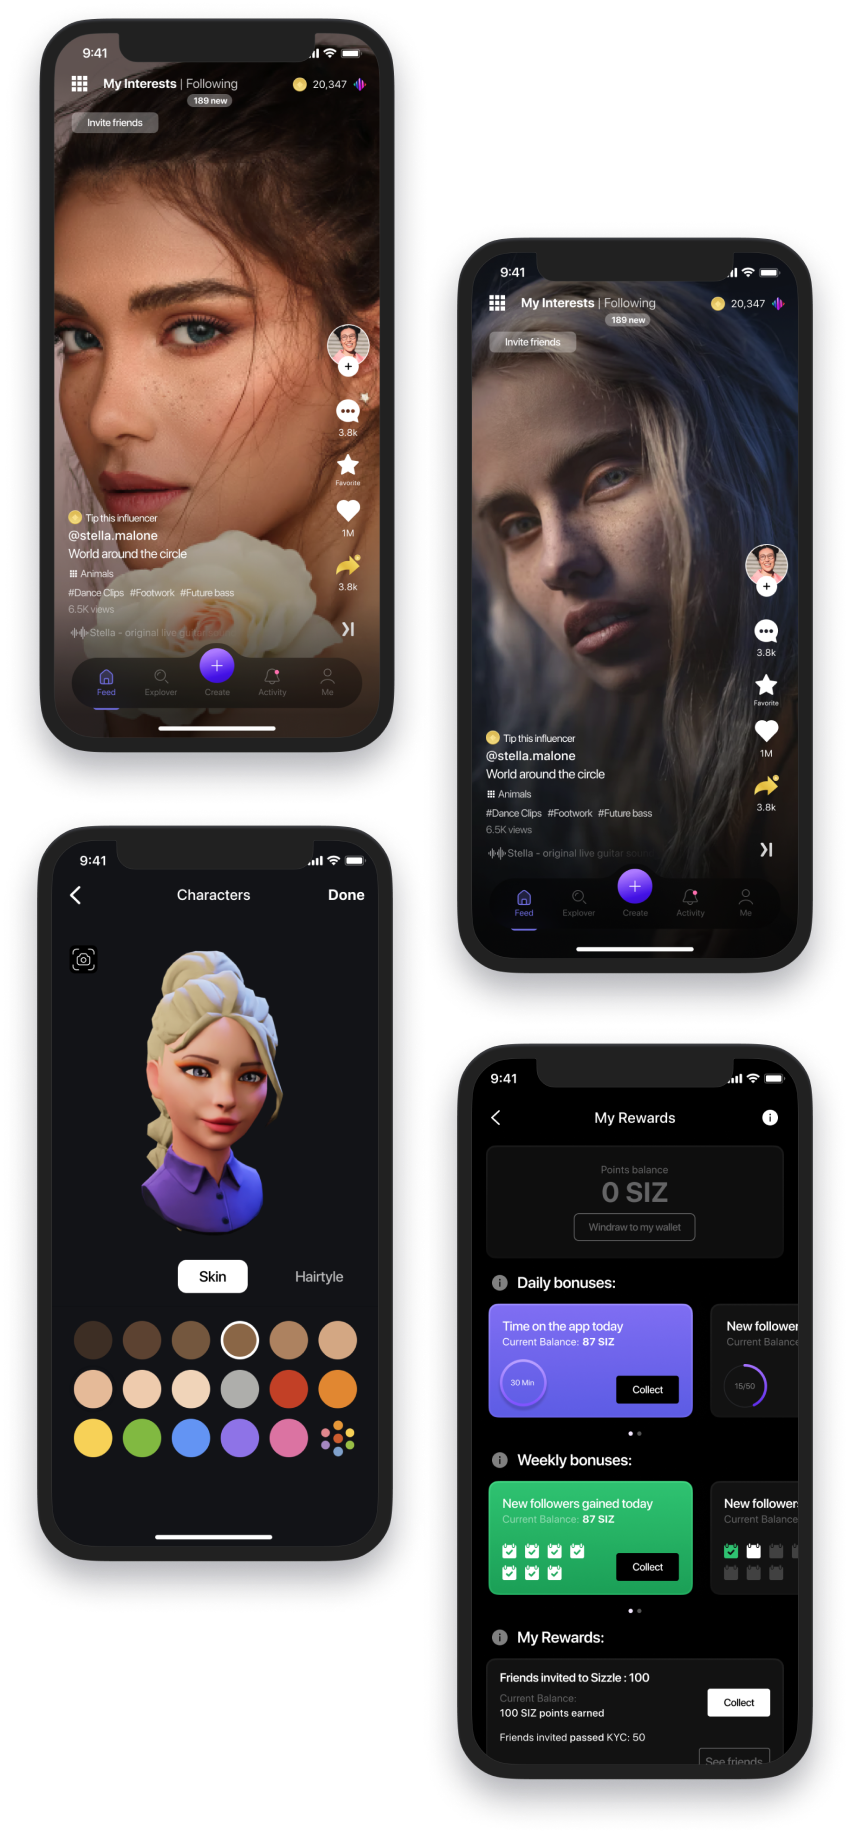 9:41
My Interests | Following
20,347
189 new
Invite friends
3.8k
Favorite
1M
3.8k
Tip this influencer
@stella.malone
World around the circle
Animals
#Dance Clips #Footwork #Future bass
6.5K views
Stella - original live guitar
Feed
Explover
Create
Activity
Me
9:41
My Interests | Following
20,347
189 new
Invite friends
3.8k
Favorite
1M
3.8k
Tip this influencer
@stella.malone
World around the circle
Animals
#Dance Clips #Footwork #Future bass
6.5K views
Stella - original live guitar
Feed
Explover
Create
Activity
Me
9:41
Characters
Done
Skin
Hairtyle
9:41
My Rewards
Points balance
0 SIZ
Windraw to my wallet
Daily bonuses:
Time on the app today
Current Balance: 87 SIZ
30 Min
Collect
New follower
Current Balance
15/50
Weekly bonuses:
New followers gained today
Current Balance: 87 SIZ
Collect
New follower
Current Balance
My Rewards:
Friends invited to Sizzle : 100
Current Balance:
100 SIZ points earned
Collect
Friends invited passed KYC: 50
See friends